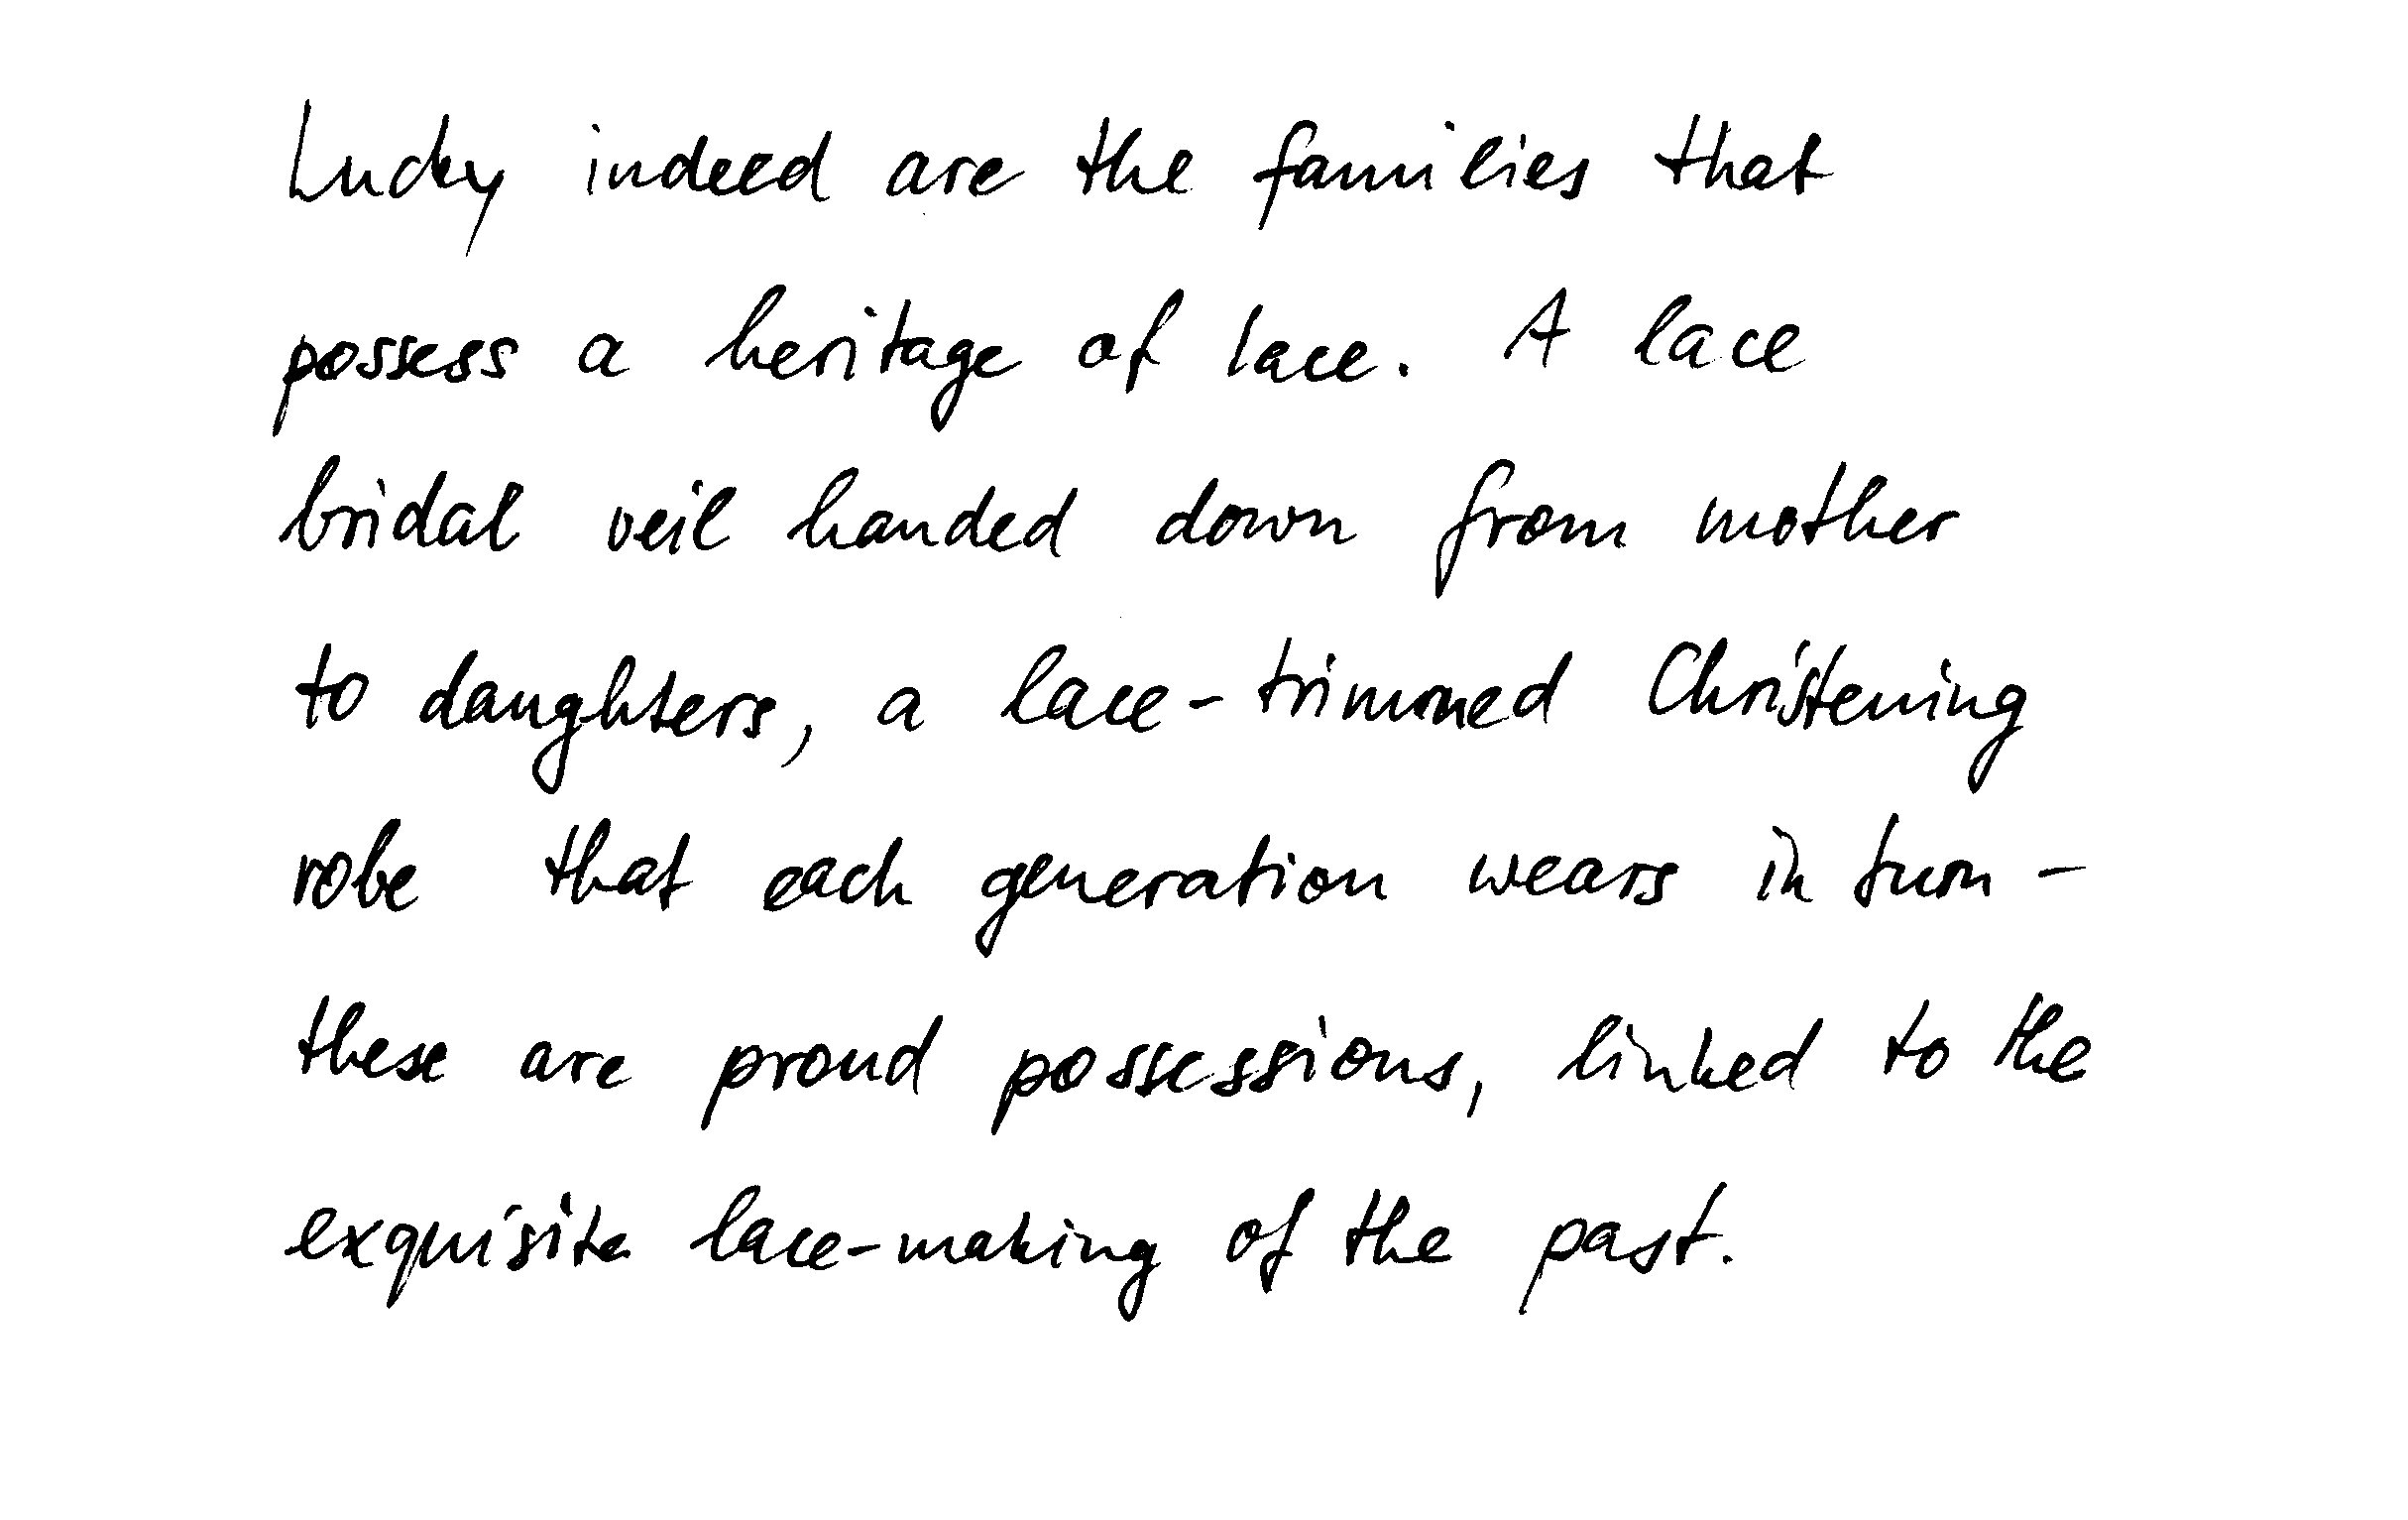 Lucky indeed are the families that
possess a heritage of lace. A lace
bridal veil handed down from mother
to daughters, a lace-trimmed Christening
robe that each generation wears in turn -
these are proud possessions, linked to the
exquisite lace-making of the past.